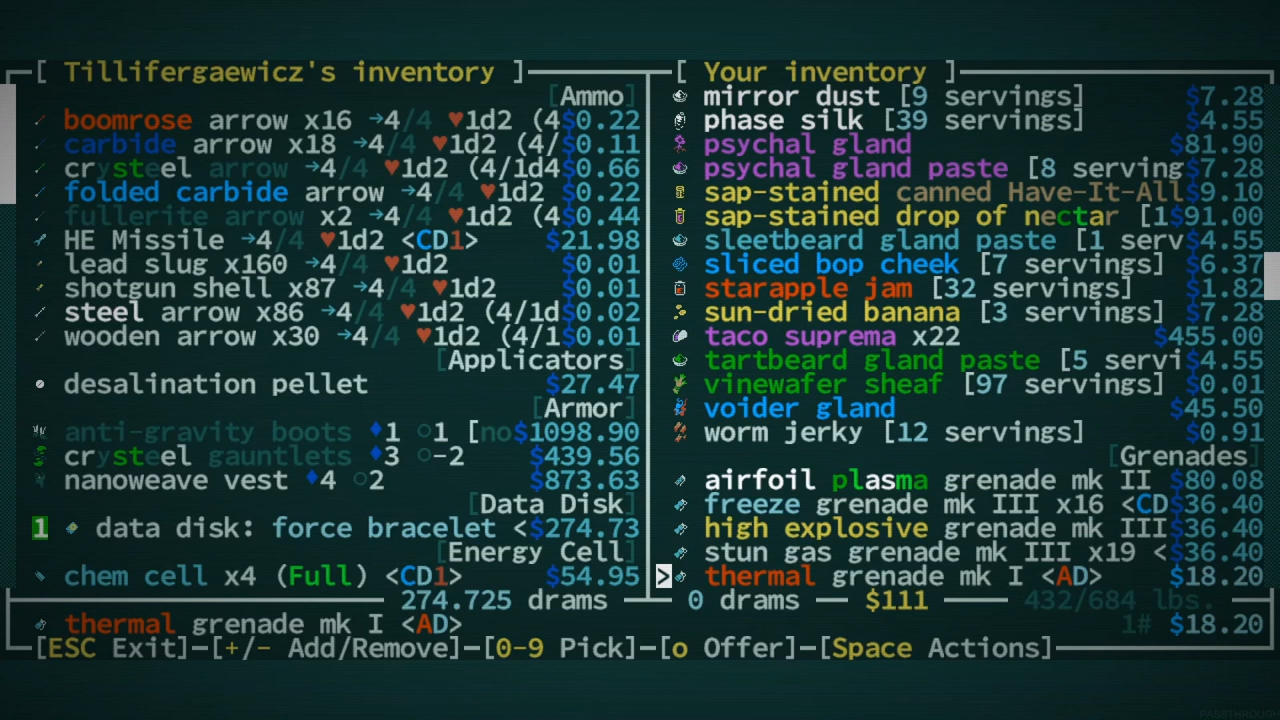 [ Tillifergaewicz's inventory ]
[Ammo]
boomrose arrow x16 →4/4 ♥1d2 (4$0.22
carbide arrow x18 →4/4 ♥1d2 (4/$0.11
crysteel arrow →4/4 ♥1d2 (4/1d4$0.66
folded carbide arrow →4/4 ♥1d2 $0.22
fullerite arrow x2 →4/4 ♥1d2 (4$0.44
HE Missile →4/4 ♥1d2 <CD1> $21.98
lead slug x160 →4/4 ♥1d2 $0.01
shotgun shell x87 →4/4 ♥1d2 $0.01
steel arrow x86 →4/4 ♥1d2 (4/1d$0.02
wooden arrow x30 →4/4 ♥1d2 (4/1$0.01
[Applicators]
desalination pellet $27.47
[Armor]
anti-gravity boots ♦1 ○1 [no$1098.90
crysteel gauntlets ♦3 ○-2 $439.56
nanoweave vest ♦4 ○2 $873.63
[Data Disk]
1 data disk: force bracelet <$274.73
[Energy Cell]
chem cell x4 (Full) <CD1> $54.95
[ Your inventory ]
mirror dust [9 servings] $7.28
phase silk [39 servings] $4.55
psychal gland $81.90
psychal gland paste [8 serving$7.28
sap-stained canned Have-It-All$9.10
sap-stained drop of nectar [1$91.00
sleetbeard gland paste [1 serv$4.55
sliced bop cheek [7 servings] $6.37
starapple jam [32 servings] $1.82
sun-dried banana [3 servings] $7.28
taco suprema x22 $455.00
tartbeard gland paste [5 servi$4.55
vinewafer sheaf [97 servings] $0.01
voider gland $45.50
worm jerky [12 servings] $0.91
[Grenades]
airfoil plasma grenade mk II $80.08
freeze grenade mk III x16 <CD$36.40
high explosive grenade mk III$36.40
stun gas grenade mk III x19 <$36.40
> thermal grenade mk I <AD> $18.20
274.725 drams 0 drams $111 432/684 lbs.
thermal grenade mk I <AD> 1# $18.20
[ESC Exit]-[+/- Add/Remove]-[0-9 Pick]-[o Offer]-[Space Actions]
PASSTHROUGH